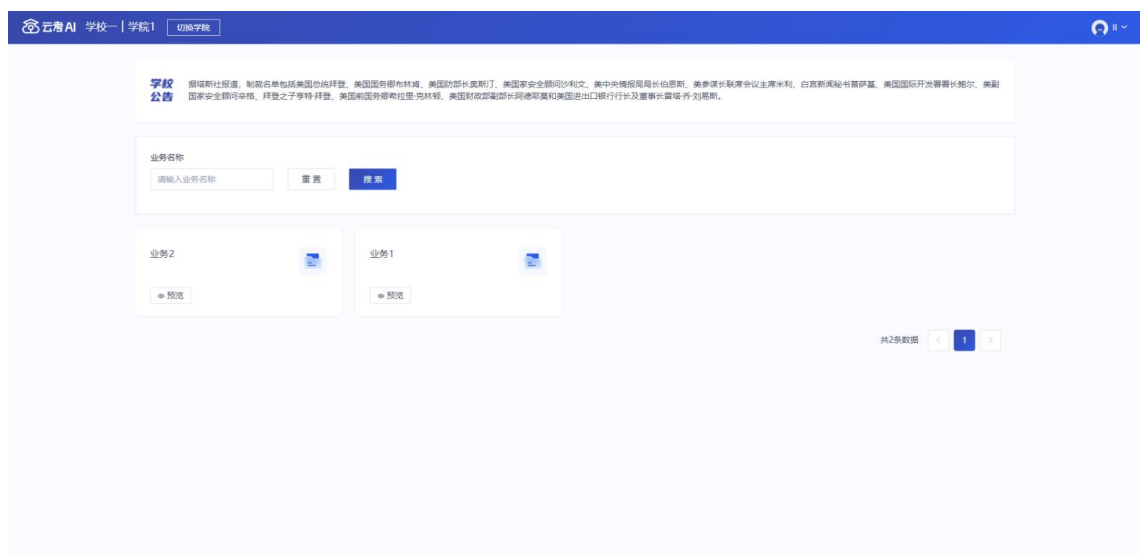 云考AI 学校一 | 学院1 切换学院 II
学校公告
据塔斯社报道，制裁名单包括美国总统拜登、美国国务卿布林肯、美国防部长奥斯汀、美国家安全顾问沙利文、美中央情报局局长伯恩斯、美参谋长联席会议主席米利、白宫新闻秘书普萨基、美国国际开发署署长鲍尔、美副
国家安全顾问辛格、拜登之子亨特·拜登、美国前国务卿希拉里·克林顿、美国财政部副部长阿德耶莫和美国进出口银行行长及董事长雷塔·乔·刘易斯。
业务名称
请输入业务名称 重置 搜索
业务2 业务1
预览 预览
共2条数据 < 1 >